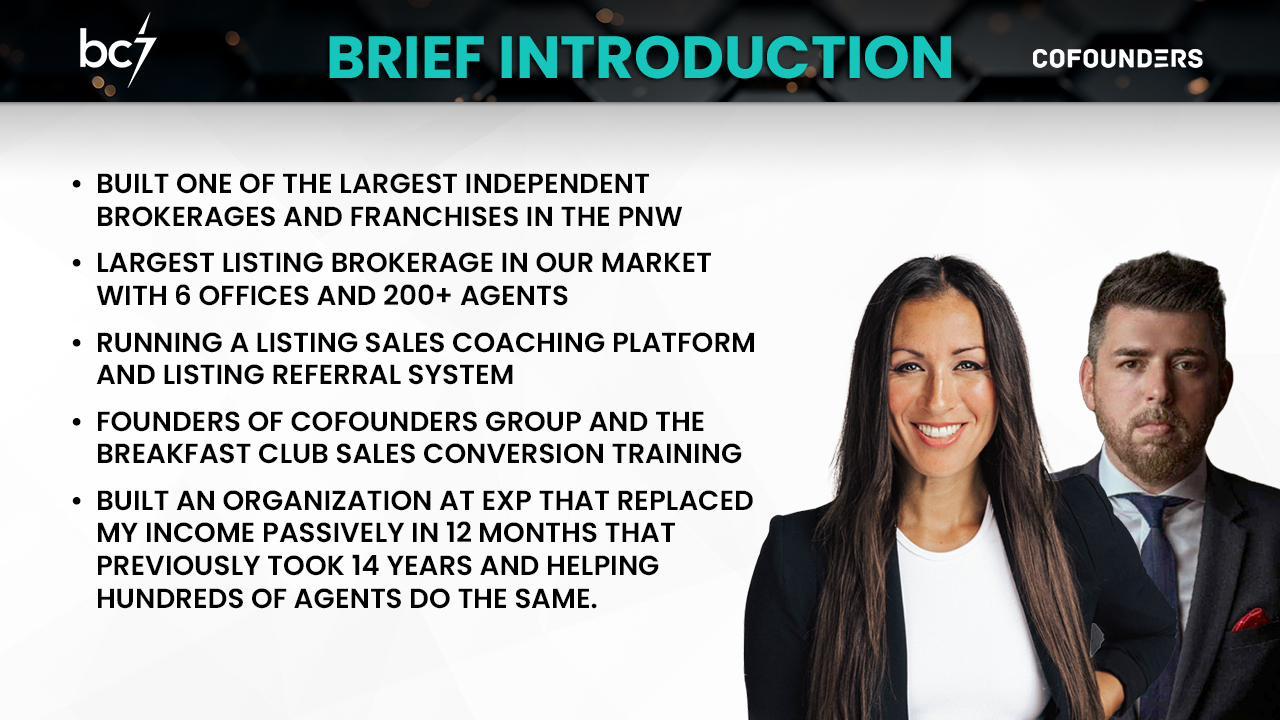 bc
BRIEF INTRODUCTION
COFOUNDERS
• BUILT ONE OF THE LARGEST INDEPENDENT
BROKERAGES AND FRANCHISES IN THE PNW
• LARGEST LISTING BROKERAGE IN OUR MARKET
WITH 6 OFFICES AND 200+ AGENTS
• RUNNING A LISTING SALES COACHING PLATFORM
AND LISTING REFERRAL SYSTEM
• FOUNDERS OF COFOUNDERS GROUP AND THE
BREAKFAST CLUB SALES CONVERSION TRAINING
• BUILT AN ORGANIZATION AT EXP THAT REPLACED
MY INCOME PASSIVELY IN 12 MONTHS THAT
PREVIOUSLY TOOK 14 YEARS AND HELPING
HUNDREDS OF AGENTS DO THE SAME.